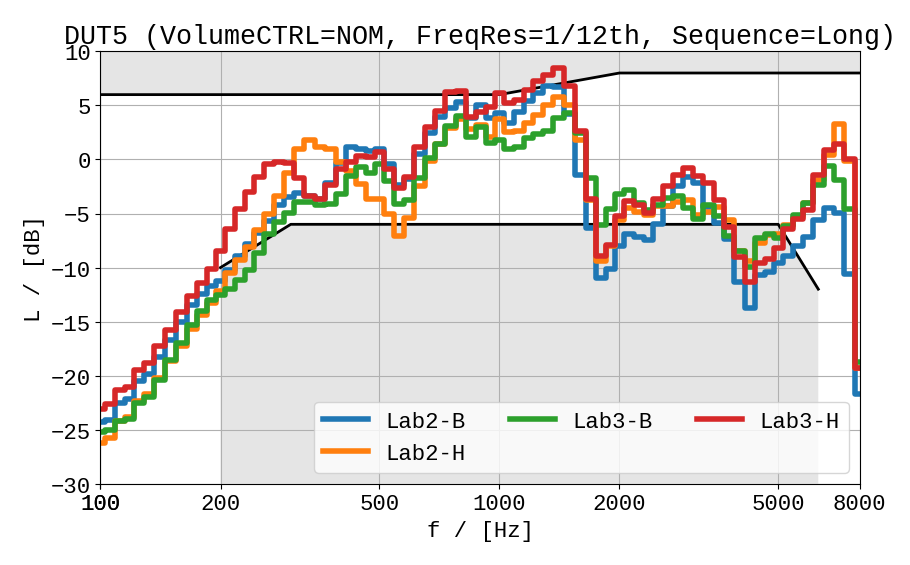 DUT5 (VolumeCTRL=NOM, FreqRes=1/12th, Sequence=Long)
10
5
0
−5
−10
−15
−20
−25
−30
L / [dB]
Lab2-B Lab3-B Lab3-H
Lab2-H
100 200 500 1000 2000 5000 8000
f / [Hz]